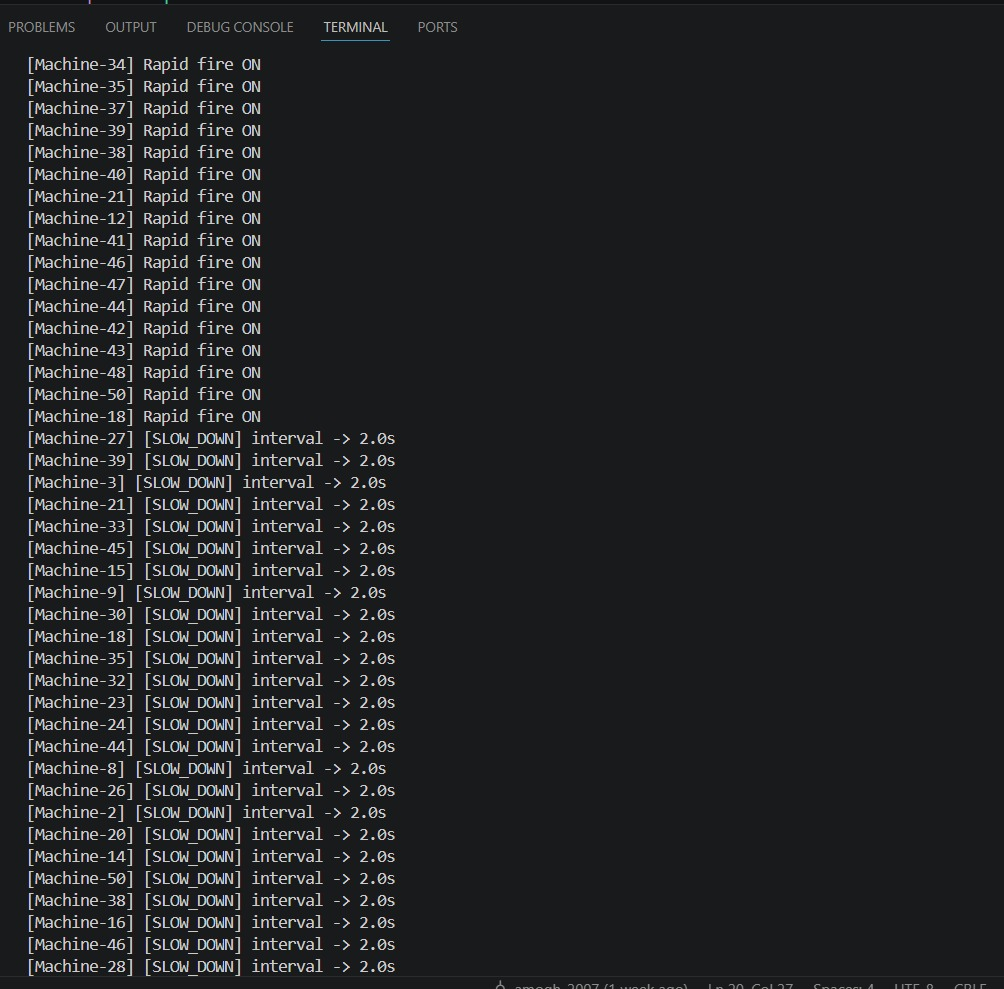 PROBLEMS OUTPUT DEBUG CONSOLE TERMINAL PORTS
[Machine-34] Rapid fire ON
[Machine-35] Rapid fire ON
[Machine-37] Rapid fire ON
[Machine-39] Rapid fire ON
[Machine-38] Rapid fire ON
[Machine-40] Rapid fire ON
[Machine-21] Rapid fire ON
[Machine-12] Rapid fire ON
[Machine-41] Rapid fire ON
[Machine-46] Rapid fire ON
[Machine-47] Rapid fire ON
[Machine-44] Rapid fire ON
[Machine-42] Rapid fire ON
[Machine-43] Rapid fire ON
[Machine-48] Rapid fire ON
[Machine-50] Rapid fire ON
[Machine-18] Rapid fire ON
[Machine-27] [SLOW_DOWN] interval -> 2.0s
[Machine-39] [SLOW_DOWN] interval -> 2.0s
[Machine-3] [SLOW_DOWN] interval -> 2.0s
[Machine-21] [SLOW_DOWN] interval -> 2.0s
[Machine-33] [SLOW_DOWN] interval -> 2.0s
[Machine-45] [SLOW_DOWN] interval -> 2.0s
[Machine-15] [SLOW_DOWN] interval -> 2.0s
[Machine-9] [SLOW_DOWN] interval -> 2.0s
[Machine-30] [SLOW_DOWN] interval -> 2.0s
[Machine-18] [SLOW_DOWN] interval -> 2.0s
[Machine-35] [SLOW_DOWN] interval -> 2.0s
[Machine-32] [SLOW_DOWN] interval -> 2.0s
[Machine-23] [SLOW_DOWN] interval -> 2.0s
[Machine-24] [SLOW_DOWN] interval -> 2.0s
[Machine-44] [SLOW_DOWN] interval -> 2.0s
[Machine-8] [SLOW_DOWN] interval -> 2.0s
[Machine-26] [SLOW_DOWN] interval -> 2.0s
[Machine-2] [SLOW_DOWN] interval -> 2.0s
[Machine-20] [SLOW_DOWN] interval -> 2.0s
[Machine-14] [SLOW_DOWN] interval -> 2.0s
[Machine-50] [SLOW_DOWN] interval -> 2.0s
[Machine-38] [SLOW_DOWN] interval -> 2.0s
[Machine-16] [SLOW_DOWN] interval -> 2.0s
[Machine-46] [SLOW_DOWN] interval -> 2.0s
[Machine-28] [SLOW_DOWN] interval -> 2.0s
(1 week ago) Spaces: 4 UTF-8 CRLF